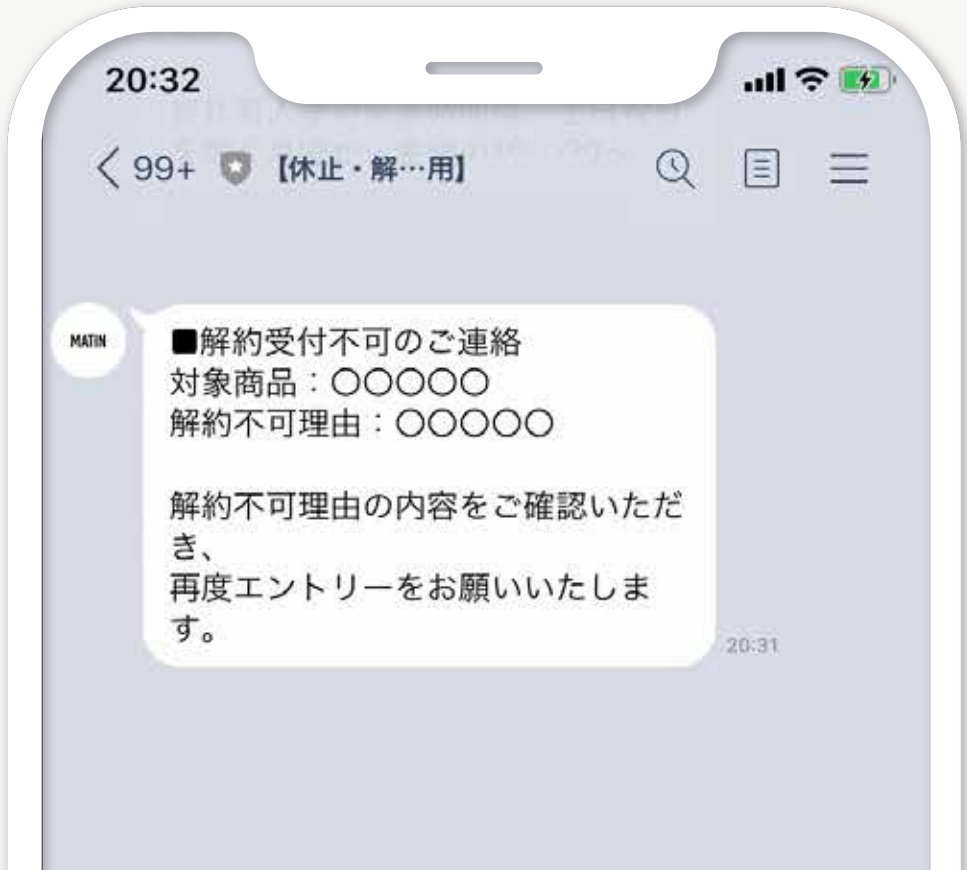 20:32
99+ 【休止・解…用】
MATIN
■解約受付不可のご連絡
対象商品：〇〇〇〇〇
解約不可理由：〇〇〇〇〇
解約不可理由の内容をご確認いただ
き、
再度エントリーをお願いいたしま
す。
20:31